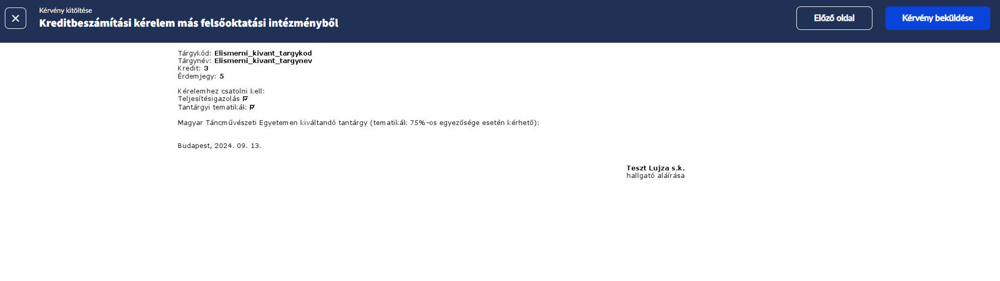 Kérvény kitöltése
Kreditbeszámítási kérelem más felsőoktatási intézményből
Előző oldal
Kérvény beküldése
Tárgykód: Elismerni_kivant_targykod
Tárgynév: Elismerni_kivant_targynev
Kredit: 3
Érdemjegy: 5
Kérelemhez csatolni kell:
Teljesítésigazolás
Tantárgyi tematikák
Magyar Táncművészeti Egyetemen kiváltandó tantárgy (tematikák 75%-os egyezősége esetén kérhető):
Budapest, 2024. 09. 13.
Teszt Lujza s.k.
hallgató aláírása